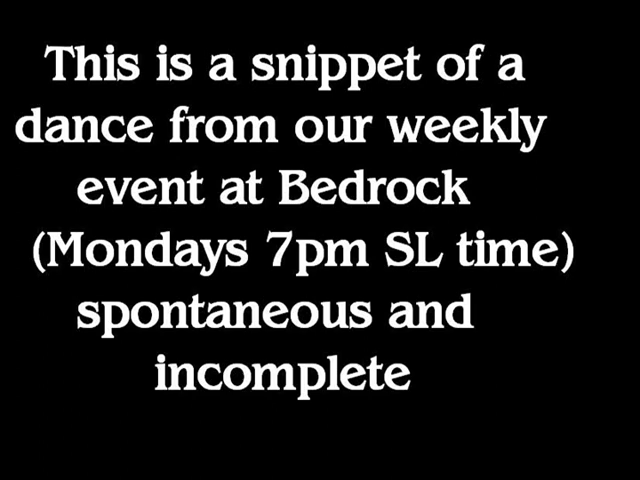 This is a snippet of a
dance from our weekly
event at Bedrock
(Mondays 7pm SL time)
spontaneous and
incomplete